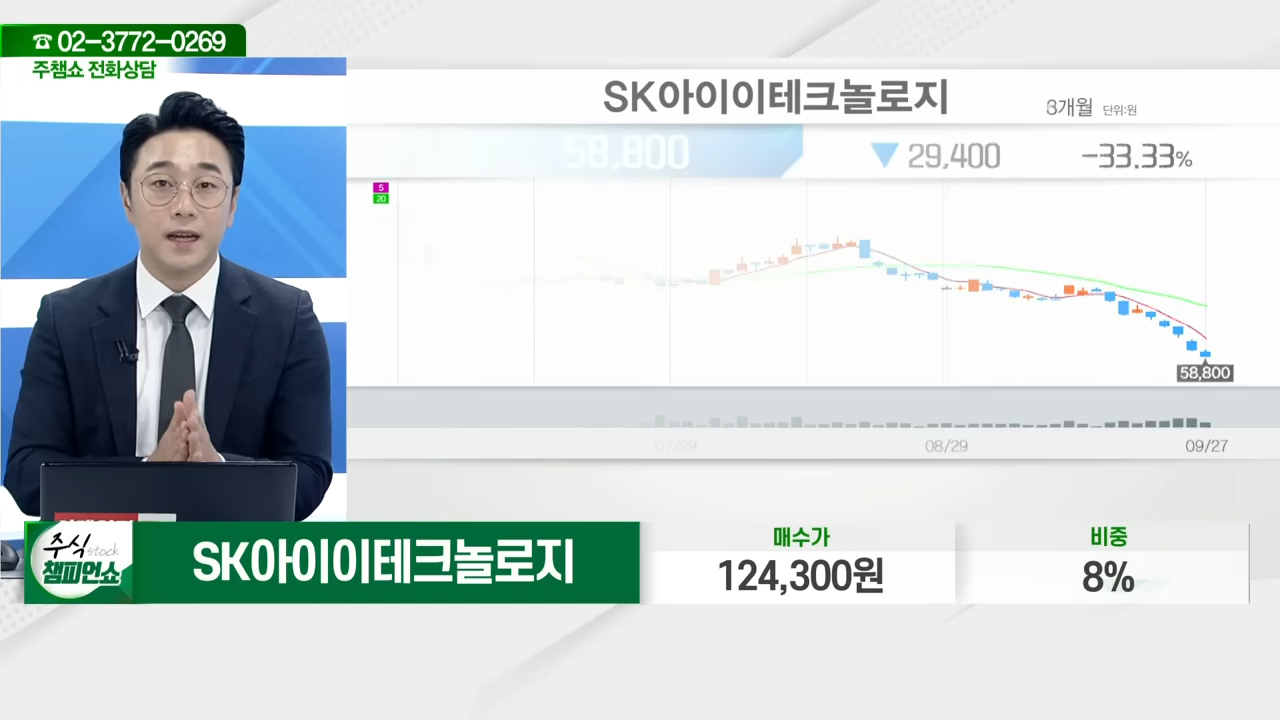 ☎ 02-3772-0269
주챔쇼 전화상담
SK아이이테크놀로지
3개월 단위:원
58,800 ▼ 29,400 -33.33%
5
20
58,800
07/29 08/29 09/27
주식 stock
챔피언쇼
SK아이이테크놀로지
매수가
124,300원
비중
8%